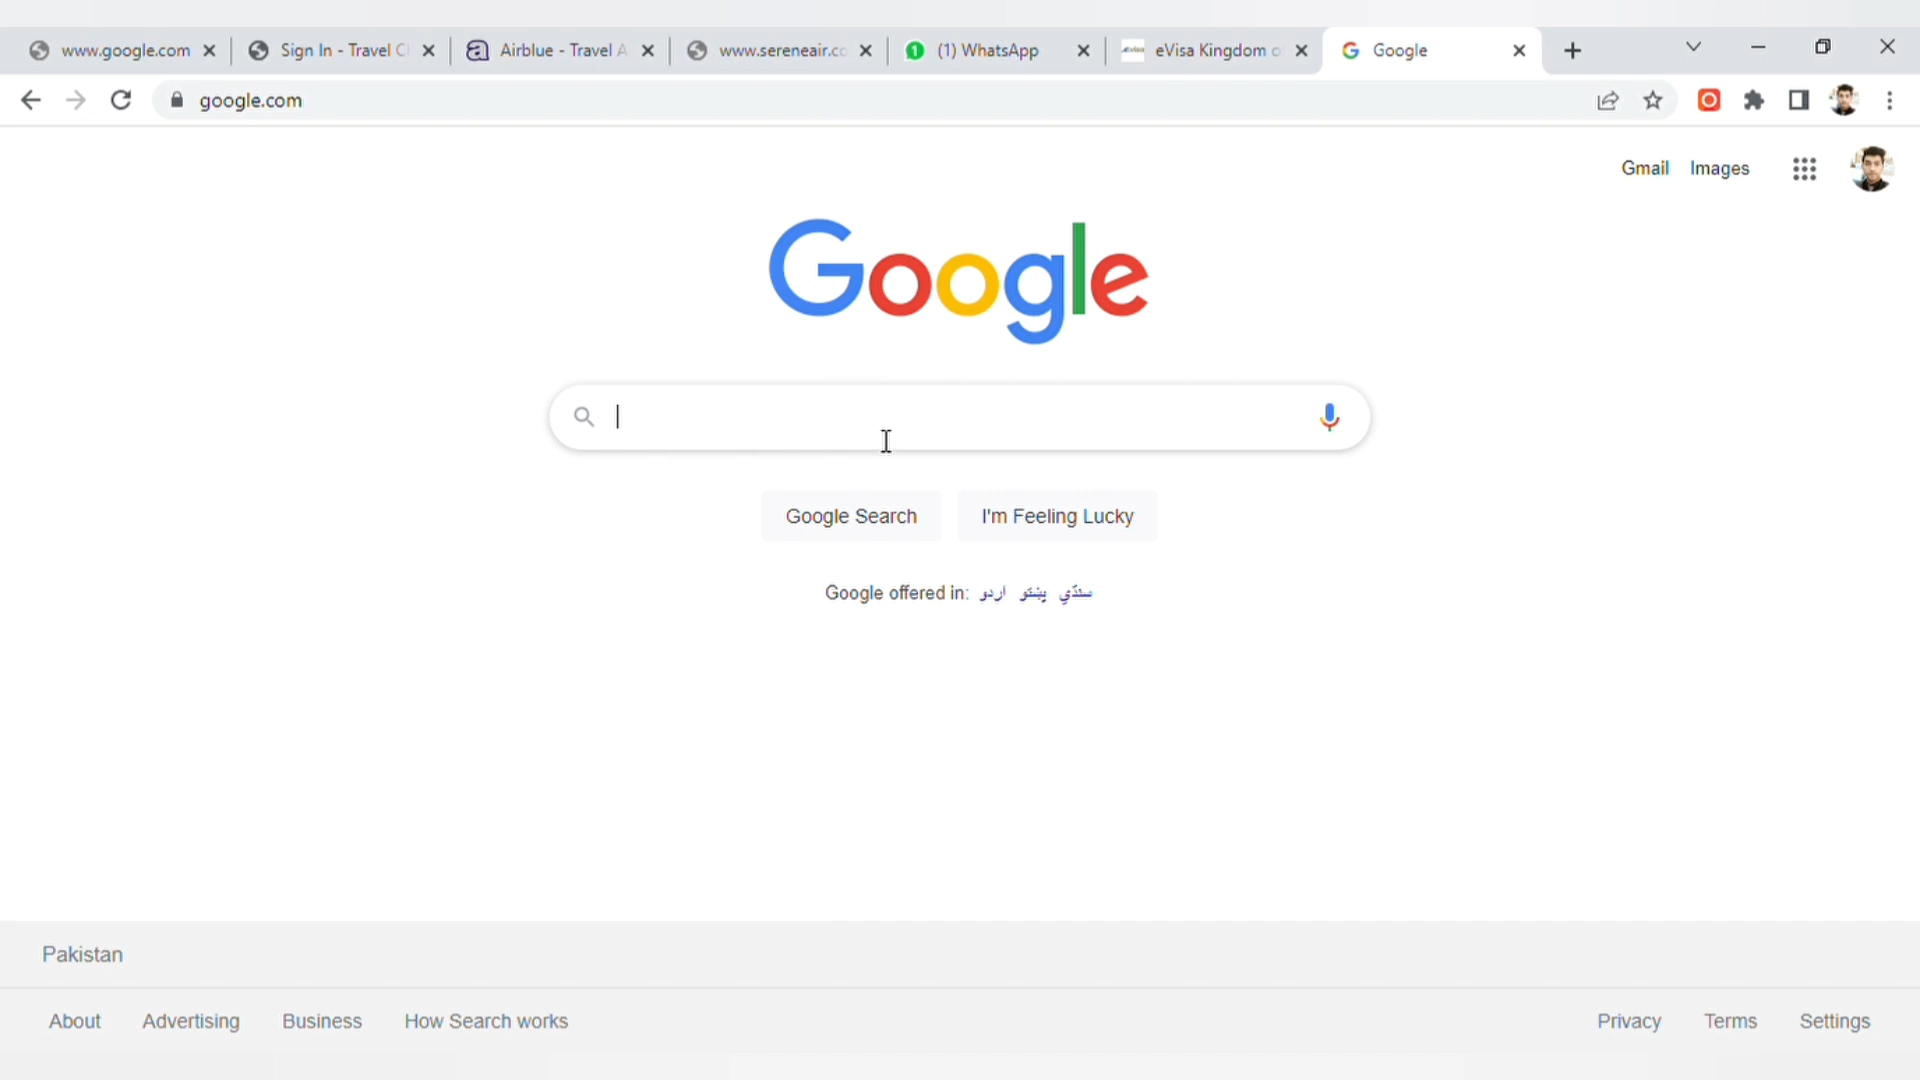 www.google.com
Sign In - Travel
Airblue - Travel
www.sereneair.co
1 (1) WhatsApp
eVisa Kingdom
Google
google.com
Gmail Images
Google
Google Search
I'm Feeling Lucky
Google offered in: اردو پښتو سنڌي
Pakistan
About Advertising Business How Search works
Privacy Terms Settings